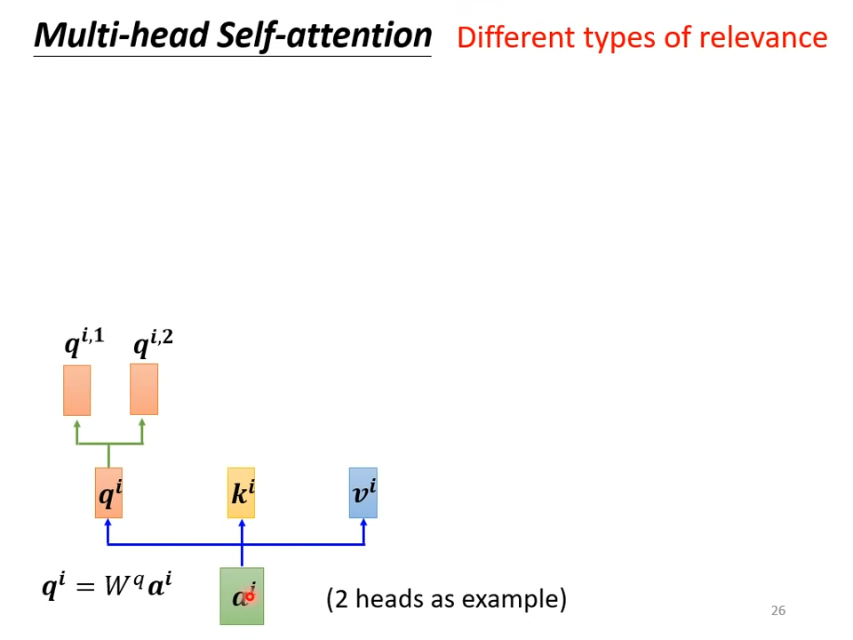 Multi-head Self-attention Different types of relevance
q^{i,1} q^{i,2}
q^i k^i v^i
q^i = W^q a^i a^i (2 heads as example)
26